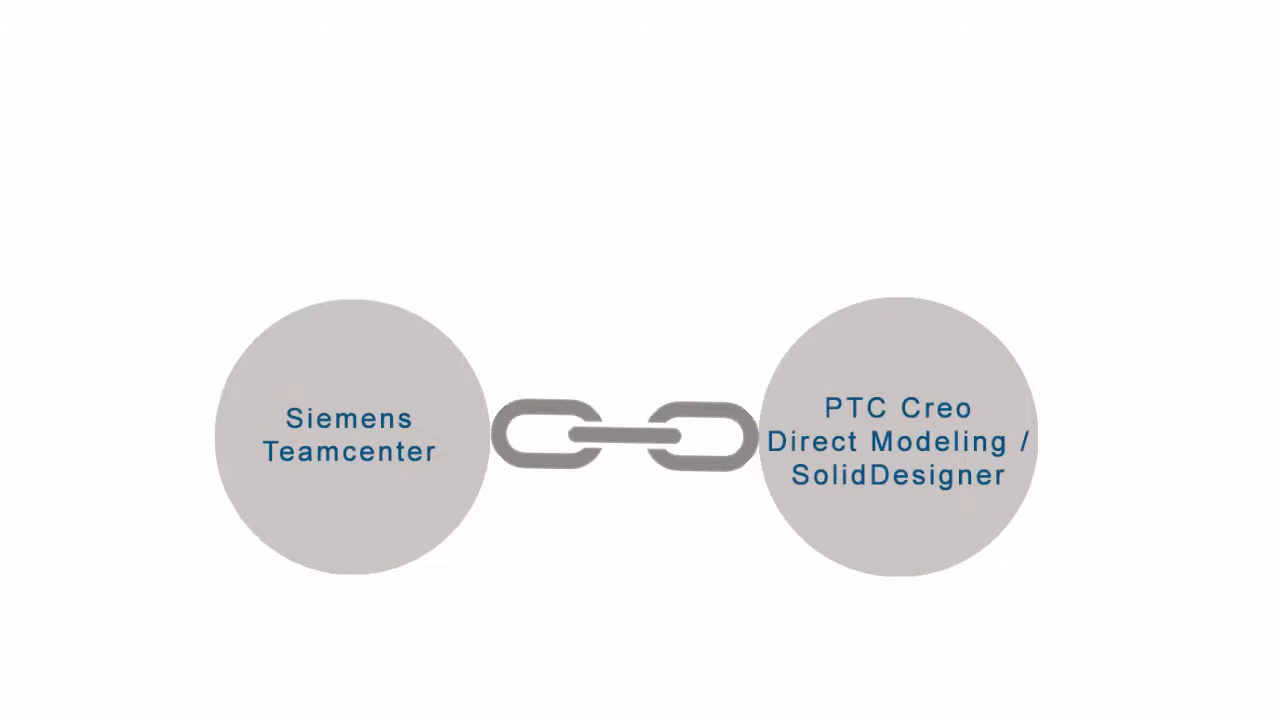 Siemens
Teamcenter
PTC Creo
Direct Modeling /
SolidDesigner